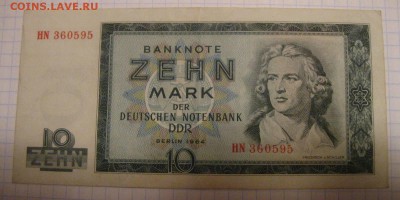 COINS.LAVE.RU
HN 360595
BANKNOTE
ZEHN
MARK
DER
DEUTSCHEN NOTENBANK
DDR
BERLIN 1964
10
ZEHN
10
HN 360595